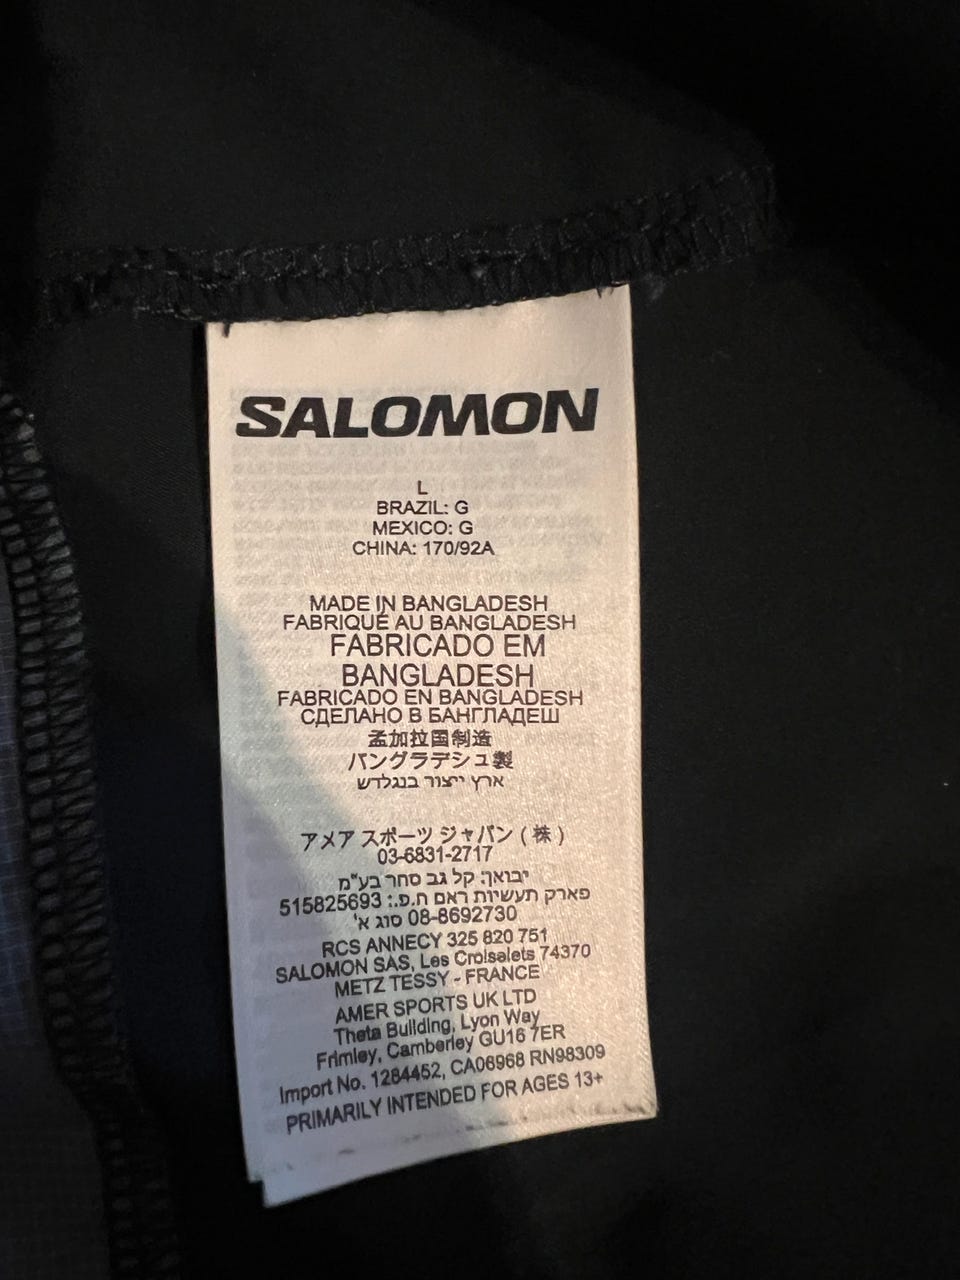 SALOMON
L
BRAZIL: G
MEXICO: G
CHINA: 170/92A
MADE IN BANGLADESH
FABRIQUÉ AU BANGLADESH
FABRICADO EM
BANGLADESH
FABRICADO EN BANGLADESH
СДЕЛАНО В БАНГЛАДЕШ
孟加拉国制造
バングラデシュ製
ארץ ייצור בנגלדש
アメア スポーツ ジャパン (株)
03-6831-2717
יבואן: קל גב סחר בע"מ
פארק תעשיות ראם ח.פ.: 515825693
08-8692730 סוג א'
RCS ANNECY 325 820 751
SALOMON SAS, Les Croiselets 74370
METZ TESSY - FRANCE
AMER SPORTS UK LTD
Theta Building, Lyon Way
Frimley, Camberley GU16 7ER
Import No. 1284452, CA06968 RN98309
PRIMARILY INTENDED FOR AGES 13+